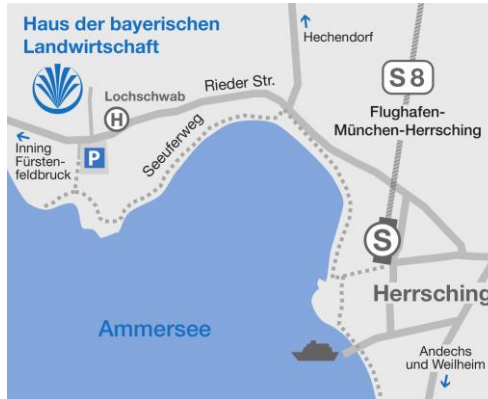 Haus der bayerischen
Landwirtschaft
Hechendorf
S 8
Rieder Str.
Lochschwab
H
Flughafen-
München-Herrsching
Seeuferweg
Inning
Fürsten-
feldbruck
P
S
Herrsching
Ammersee
Andechs
und Weilheim